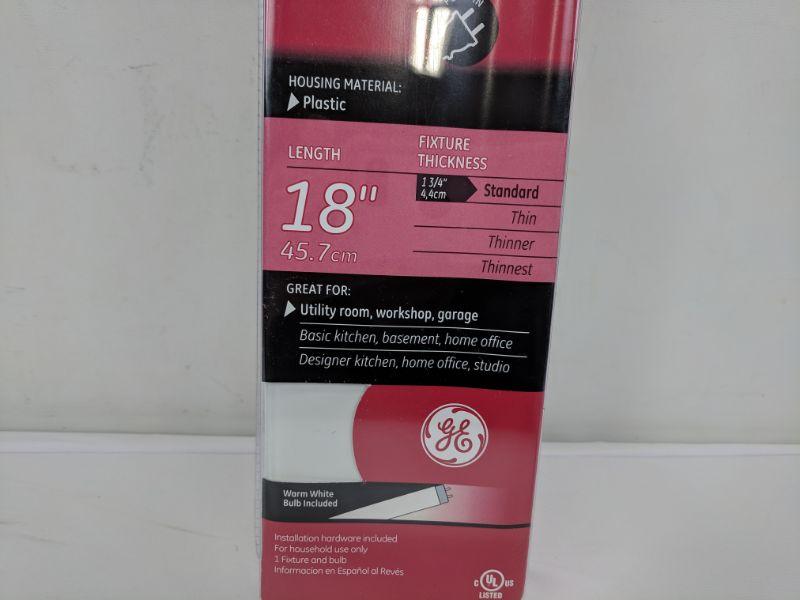 IN
HOUSING MATERIAL:
Plastic
LENGTH
18"
45.7cm
FIXTURE
THICKNESS
1 3/4"
4,4cm
Standard
Thin
Thinner
Thinnest
GREAT FOR:
Utility room, workshop, garage
Basic kitchen, basement, home office
Designer kitchen, home office, studio
GE
Warm White
Bulb Included
Installation hardware included
For household use only
1 Fixture and bulb
Informacion en Español al Revés
C UL US
LISTED